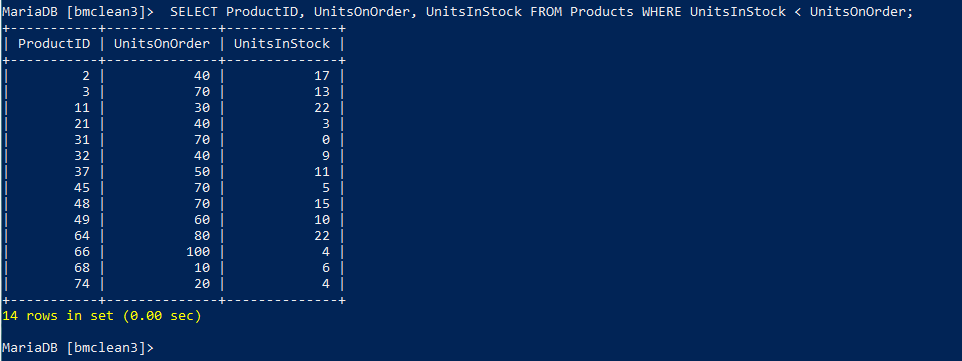 MariaDB [bmclean3]>  SELECT ProductID, UnitsOnOrder, UnitsInStock FROM Products WHERE UnitsInStock < UnitsOnOrder;
+-----------+--------------+--------------+
| ProductID | UnitsOnOrder | UnitsInStock |
+-----------+--------------+--------------+
|         2 |           40 |           17 |
|         3 |           70 |           13 |
|        11 |           30 |           22 |
|        21 |           40 |            3 |
|        31 |           70 |            0 |
|        32 |           40 |            9 |
|        37 |           50 |           11 |
|        45 |           70 |            5 |
|        48 |           70 |           15 |
|        49 |           60 |           10 |
|        64 |           80 |           22 |
|        66 |          100 |            4 |
|        68 |           10 |            6 |
|        74 |           20 |            4 |
+-----------+--------------+--------------+
14 rows in set (0.00 sec)
MariaDB [bmclean3]>